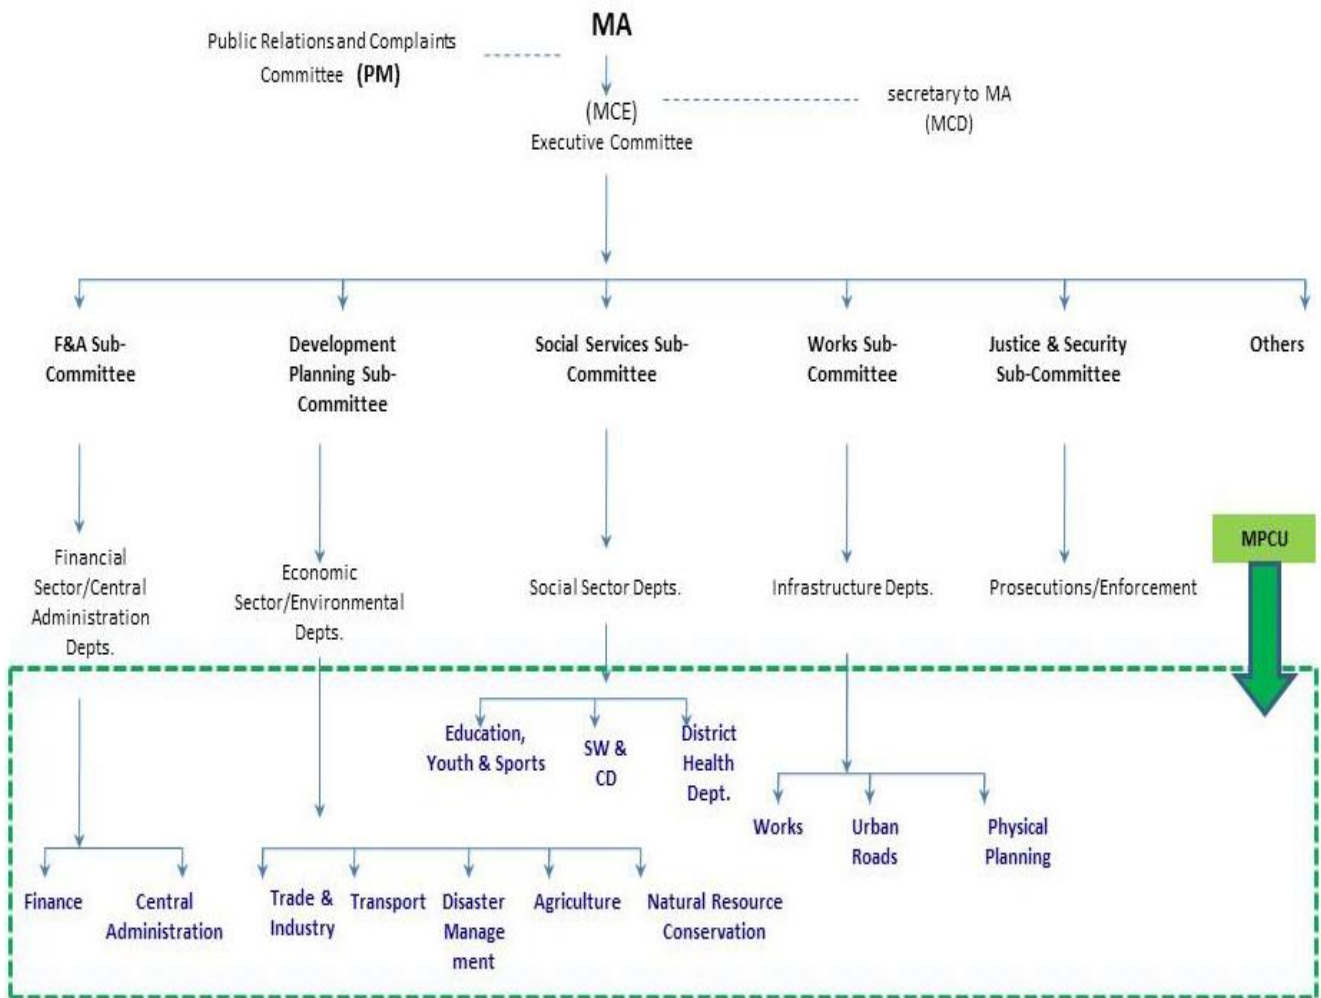 MA
Public Relations and Complaints
Committee (PM)
secretary to MA
(MCD)
(MCE)
Executive Committee
F&A Sub-
Committee
Development
Planning Sub-
Committee
Social Services Sub-
Committee
Works Sub-
Committee
Justice & Security
Sub-Committee
Others
MPCU
Financial
Sector/Central
Administration
Depts.
Economic
Sector/Environmental
Depts.
Social Sector Depts.
Infrastructure Depts.
Prosecutions/Enforcement
Education,
Youth & Sports
SW &
CD
District
Health
Dept.
Works
Urban
Roads
Physical
Planning
Finance
Central
Administration
Trade &
Industry
Transport
Disaster
Manage
ment
Agriculture
Natural Resource
Conservation